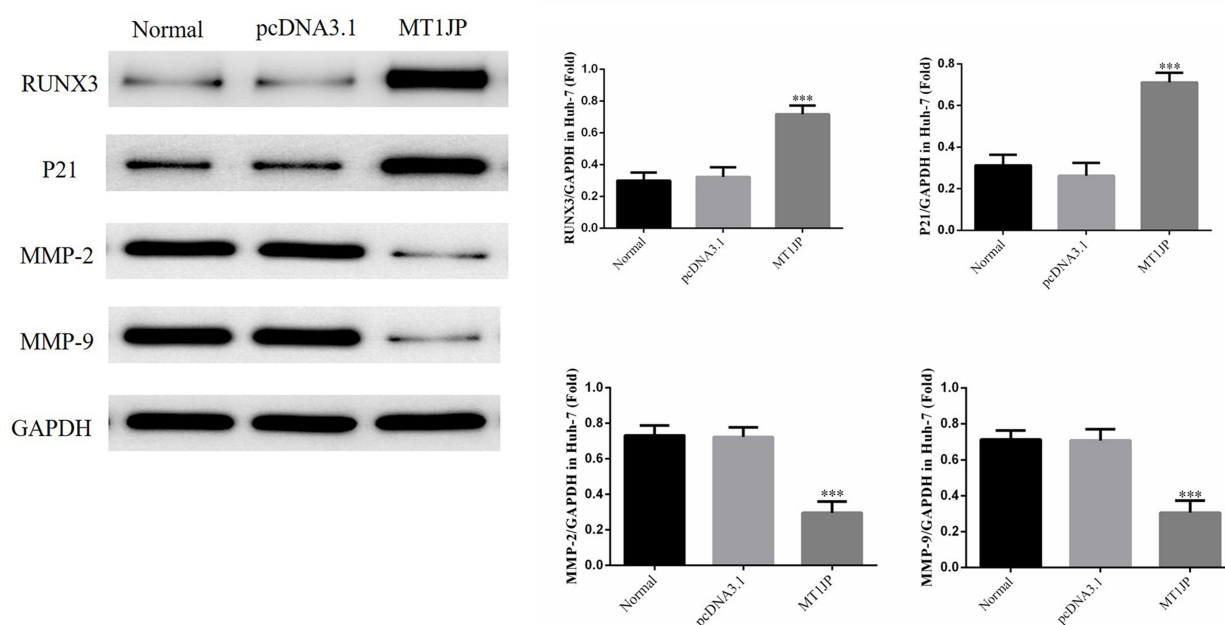 Normal pcDNA3.1 MT1JP
RUNX3
P21
MMP-2
MMP-9
GAPDH
RUNX3/GAPDH in Huh-7 (Fold)
1.0
0.8
0.6
0.4
0.2
0.0
***
Normal
pcDNA3.1
MT1JP
P21/GAPDH in Huh-7 (Fold)
0.8
0.6
0.4
0.2
0.0
***
Normal
pcDNA3.1
MT1JP
MMP-2/GAPDH in Huh-7 (Fold)
1.0
0.8
0.6
0.4
0.2
0.0
***
Normal
pcDNA3.1
MT1JP
MMP-9/GAPDH in Huh-7 (Fold)
1.0
0.8
0.6
0.4
0.2
0.0
***
Normal
pcDNA3.1
MT1JP